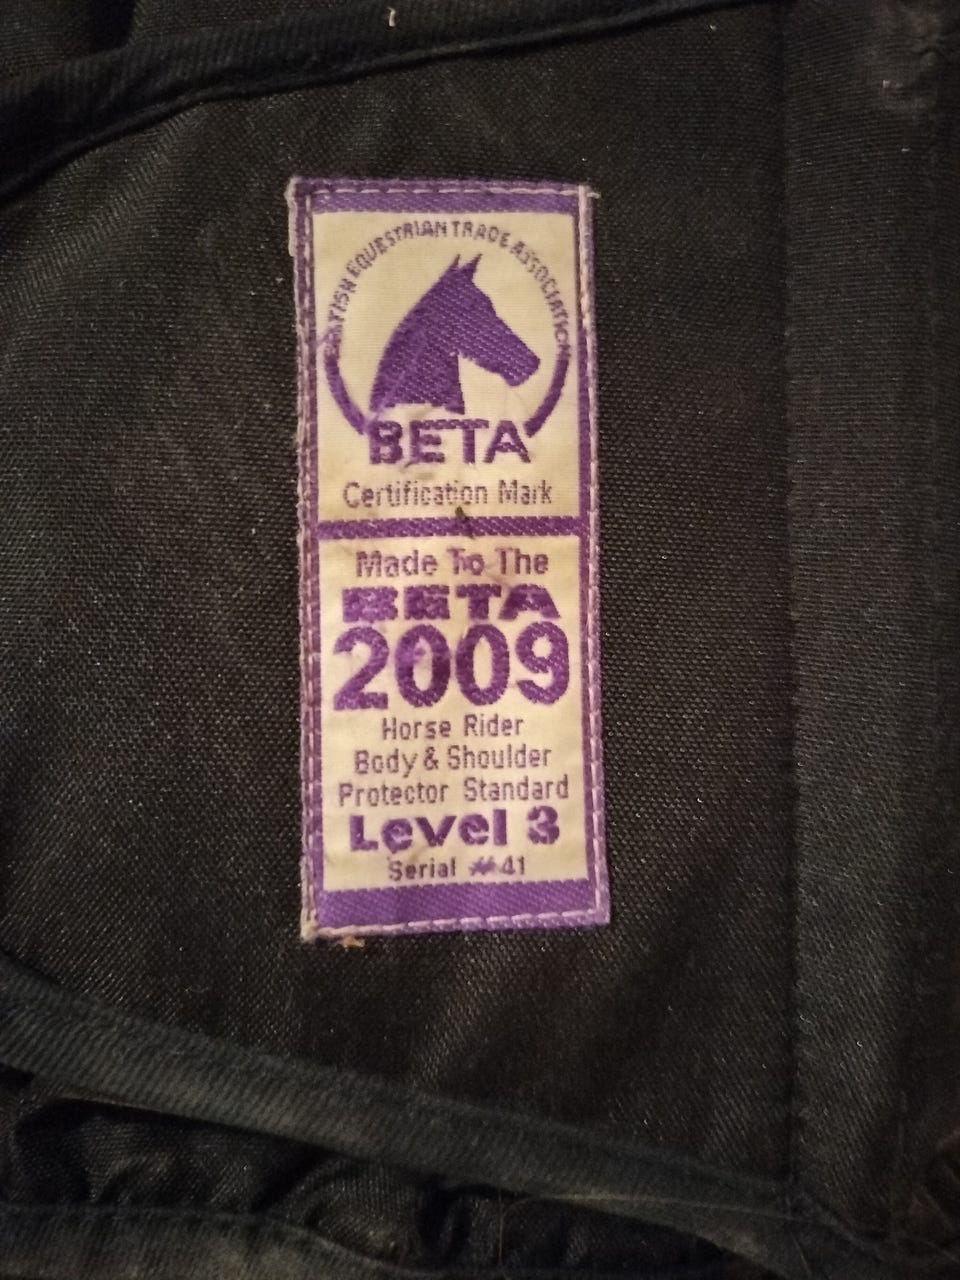 BRITISH EQUESTRIAN TRADE ASSOCIATION
BETA
Certification Mark
Made To The
BETA
2009
Horse Rider
Body & Shoulder
Protector Standard
Level 3
Serial #41